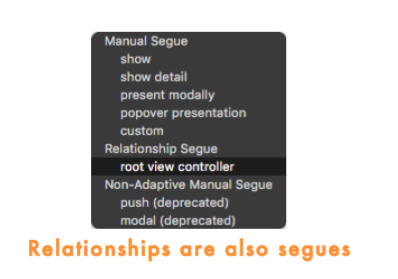 Manual Segue
show
show detail
present modally
popover presentation
custom
Relationship Segue
root view controller
Non-Adaptive Manual Segue
push (deprecated)
modal (deprecated)
Relationships are also segues